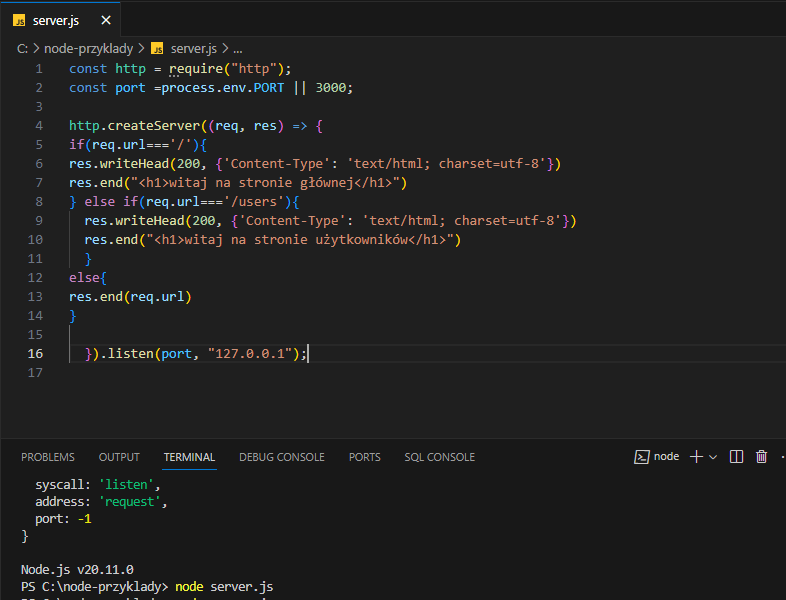 JS server.js ×
C: > node-przyklady > JS server.js > ...
1 const http = require("http");
2 const port =process.env.PORT || 3000;
3
4 http.createServer((req, res) => {
5 if(req.url==='/'){
6 res.writeHead(200, {'Content-Type': 'text/html; charset=utf-8'})
7 res.end("<h1>witaj na stronie głównej</h1>")
8 } else if(req.url==='/users'){
9 res.writeHead(200, {'Content-Type': 'text/html; charset=utf-8'})
10 res.end("<h1>witaj na stronie użytkowników</h1>")
11 }
12 else{
13 res.end(req.url)
14 }
15
16 }).listen(port, "127.0.0.1");
17
PROBLEMS OUTPUT TERMINAL DEBUG CONSOLE PORTS SQL CONSOLE node
syscall: 'listen',
address: 'request',
port: -1
}
Node.js v20.11.0
PS C:\node-przyklady> node server.js